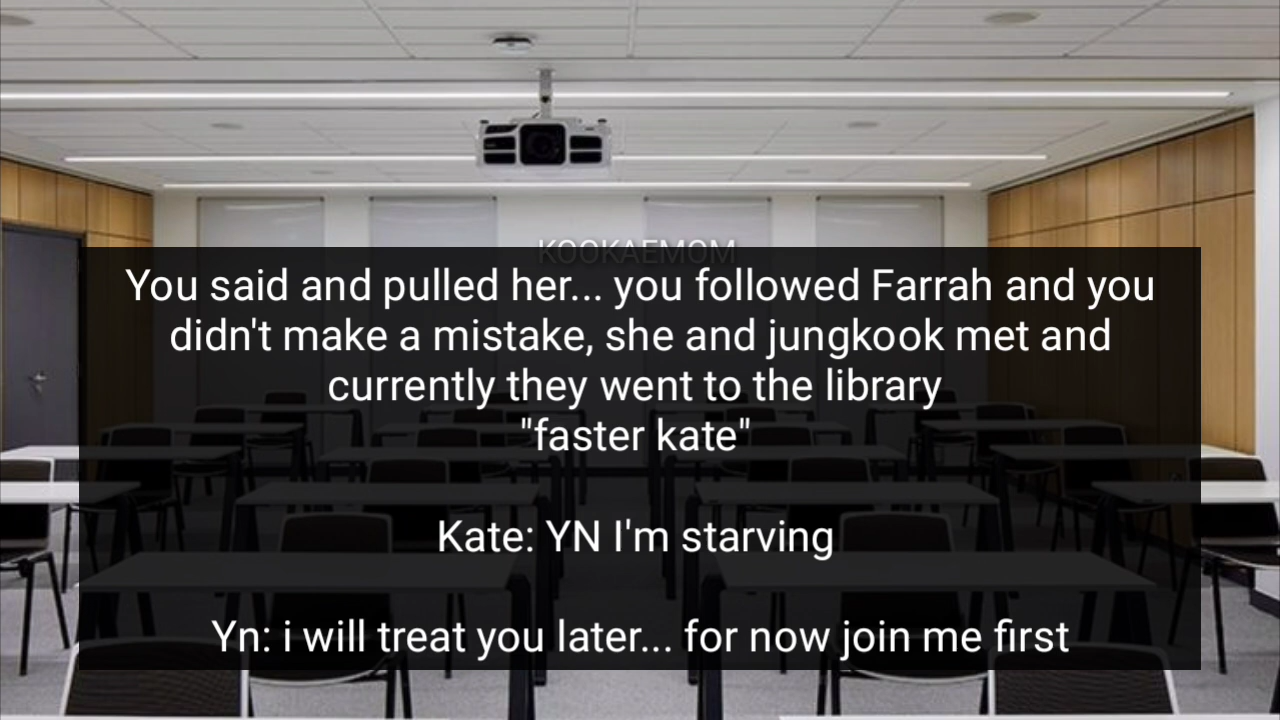 KOOKAEMOM
You said and pulled her... you followed Farrah and you
didn't make a mistake, she and jungkook met and
currently they went to the library
"faster kate"
Kate: YN I'm starving
Yn: i will treat you later... for now join me first